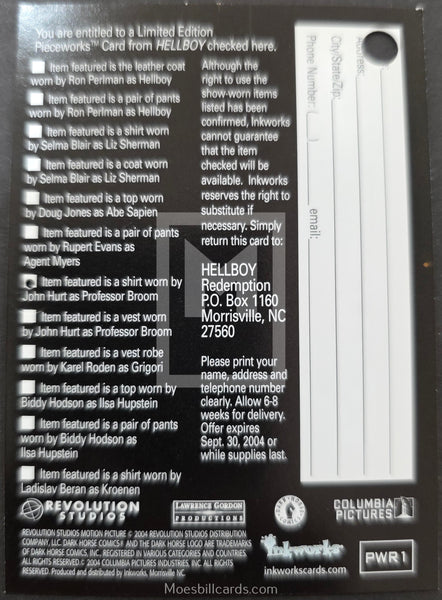 You are entitled to a Limited Edition
Pieceworks™ Card from HELLBOY checked here.
Item featured is the leather coat
worn by Ron Perlman as Hellboy
Item featured is a pair of pants
worn by Ron Perlman as Hellboy
Item featured is a shirt worn
by Selma Blair as Liz Sherman
Item featured is a coat worn
by Selma Blair as Liz Sherman
Item featured is a top worn
by Doug Jones as Abe Sapien
Item featured is a pair of pants
worn by Rupert Evans as
Agent Myers
Item featured is a shirt worn by
John Hurt as Professor Broom
Item featured is a vest worn
by John Hurt as Professor Broom
Item featured is a vest robe
worn by Karel Roden as Grigori
Item featured is a top worn by
Biddy Hodson as Ilsa Hupstein
Item featured is a pair of pants
worn by Biddy Hodson as
Ilsa Hupstein
Item featured is a shirt worn by
Ladislav Beran as Kroenen
Although the
right to use the
show-worn items
listed has been
confirmed, Inkworks
cannot guarantee
that the item
checked will be
available. Inkworks
reserves the right to
substitute if
necessary. Simply
return this card to:
HELLBOY
Redemption
P.O. Box 1160
Morrisville, NC
27560
Please print your
name, address and
telephone number
clearly. Allow 6-8
weeks for delivery.
Offer expires
Sept. 30, 2004 or
while supplies last.
Address:
City/State/Zip:
Phone Number: ( )
email:
REVOLUTION
STUDIOS
LAWRENCE GORDON
PRODUCTIONS
COLUMBIA
PICTURES
REVOLUTION STUDIOS MOTION PICTURE © 2004 REVOLUTION STUDIOS DISTRIBUTION
COMPANY, LLC. DARK HORSE COMICS® AND THE DARK HORSE LOGO ARE TRADEMARKS
OF DARK HORSE COMICS, INC., REGISTERED IN VARIOUS CATEGORIES AND COUNTRIES.
ALL RIGHTS RESERVED. © 2004 COLUMBIA PICTURES INDUSTRIES, INC. ALL RIGHTS
RESERVED. Produced and distributed by Inkworks, Morrisville, NC
inkworks
inkworkscards.com
PWR1
Moesbillcards.com